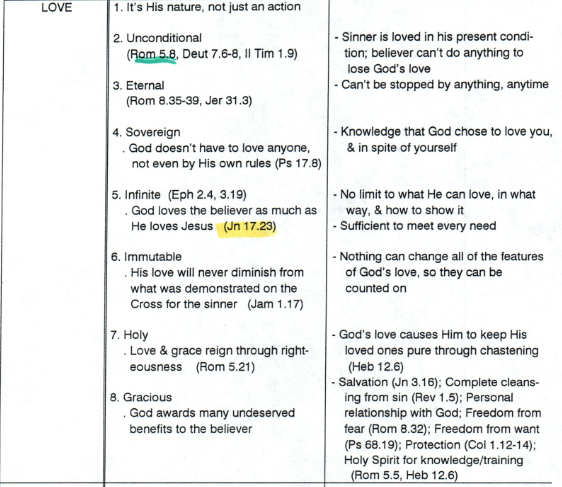 LOVE
1. It's His nature, not just an action
2. Unconditional
(Rom 5.8, Deut 7.6-8, II Tim 1.9)
- Sinner is loved in his present condi-
tion; believer can't do anything to
lose God's love
3. Eternal
(Rom 8.35-39, Jer 31.3)
- Can't be stopped by anything, anytime
4. Sovereign
. God doesn't have to love anyone,
not even by His own rules (Ps 17.8)
- Knowledge that God chose to love you,
& in spite of yourself
5. Infinite (Eph 2.4, 3.19)
. God loves the believer as much as
He loves Jesus (Jn 17.23)
- No limit to what He can love, in what
way, & how to show it
- Sufficient to meet every need
6. Immutable
. His love will never diminish from
what was demonstrated on the
Cross for the sinner (Jam 1.17)
- Nothing can change all of the features
of God's love, so they can be
counted on
7. Holy
. Love & grace reign through right-
eousness (Rom 5.21)
- God's love causes Him to keep His
loved ones pure through chastening
(Heb 12.6)
8. Gracious
. God awards many undeserved
benefits to the believer
- Salvation (Jn 3.16); Complete cleans-
ing from sin (Rev 1.5); Personal
relationship with God; Freedom from
fear (Rom 8.32); Freedom from want
(Ps 68.19); Protection (Col 1.12-14);
Holy Spirit for knowledge/training
(Rom 5.5, Heb 12.6)